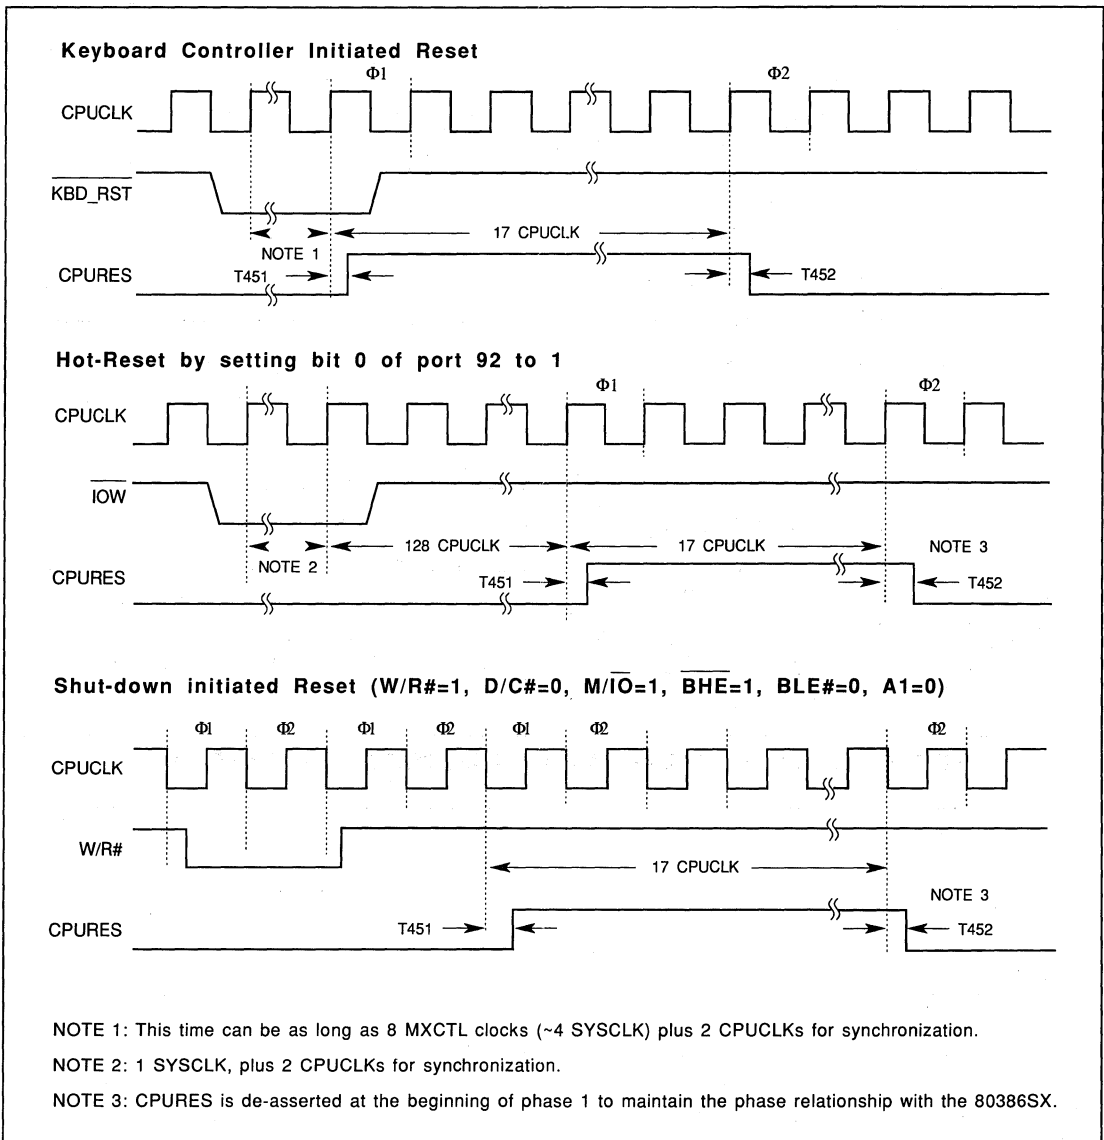 Keyboard Controller Initiated Reset
Φ1 Φ2
CPUCLK
KBD_RST
17 CPUCLK
NOTE 1
T451
CPURES
T452
Hot-Reset by setting bit 0 of port 92 to 1
Φ1 Φ2
CPUCLK
IOW
128 CPUCLK 17 CPUCLK NOTE 3
NOTE 2
CPURES
T451 T452
Shut-down initiated Reset (W/R#=1, D/C#=0, M/IO=1, BHE=1, BLE#=0, A1=0)
Φ1 Φ2 Φ1 Φ2 Φ1 Φ2 Φ2
CPUCLK
W/R#
17 CPUCLK
NOTE 3
CPURES T451 T452
NOTE 1: This time can be as long as 8 MXCTL clocks (~4 SYSCLK) plus 2 CPUCLKs for synchronization.
NOTE 2: 1 SYSCLK, plus 2 CPUCLKs for synchronization.
NOTE 3: CPURES is de-asserted at the beginning of phase 1 to maintain the phase relationship with the 80386SX.